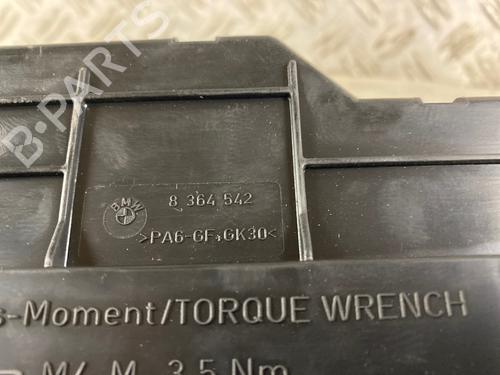 B-PARTS
BMW
8 364 542
>PA6-GF,GK30<
s-Moment/TORQUE WRENCH
M 3,5 Nm